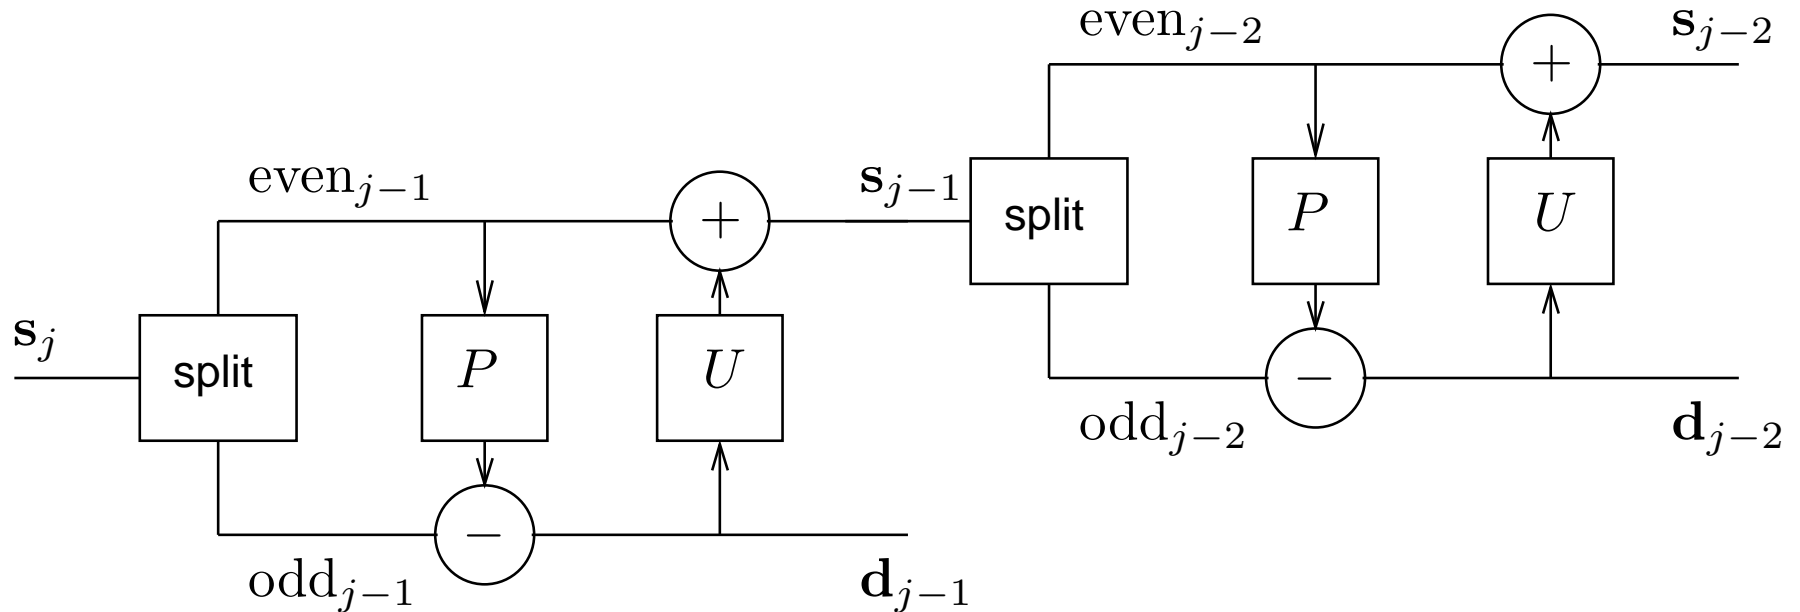 even_{j−2}
s_{j−2}
+
even_{j−1}
s_{j−1}
+
split
P
U
s_j
split
P
U
odd_{j−2}
−
d_{j−2}
odd_{j−1}
−
d_{j−1}